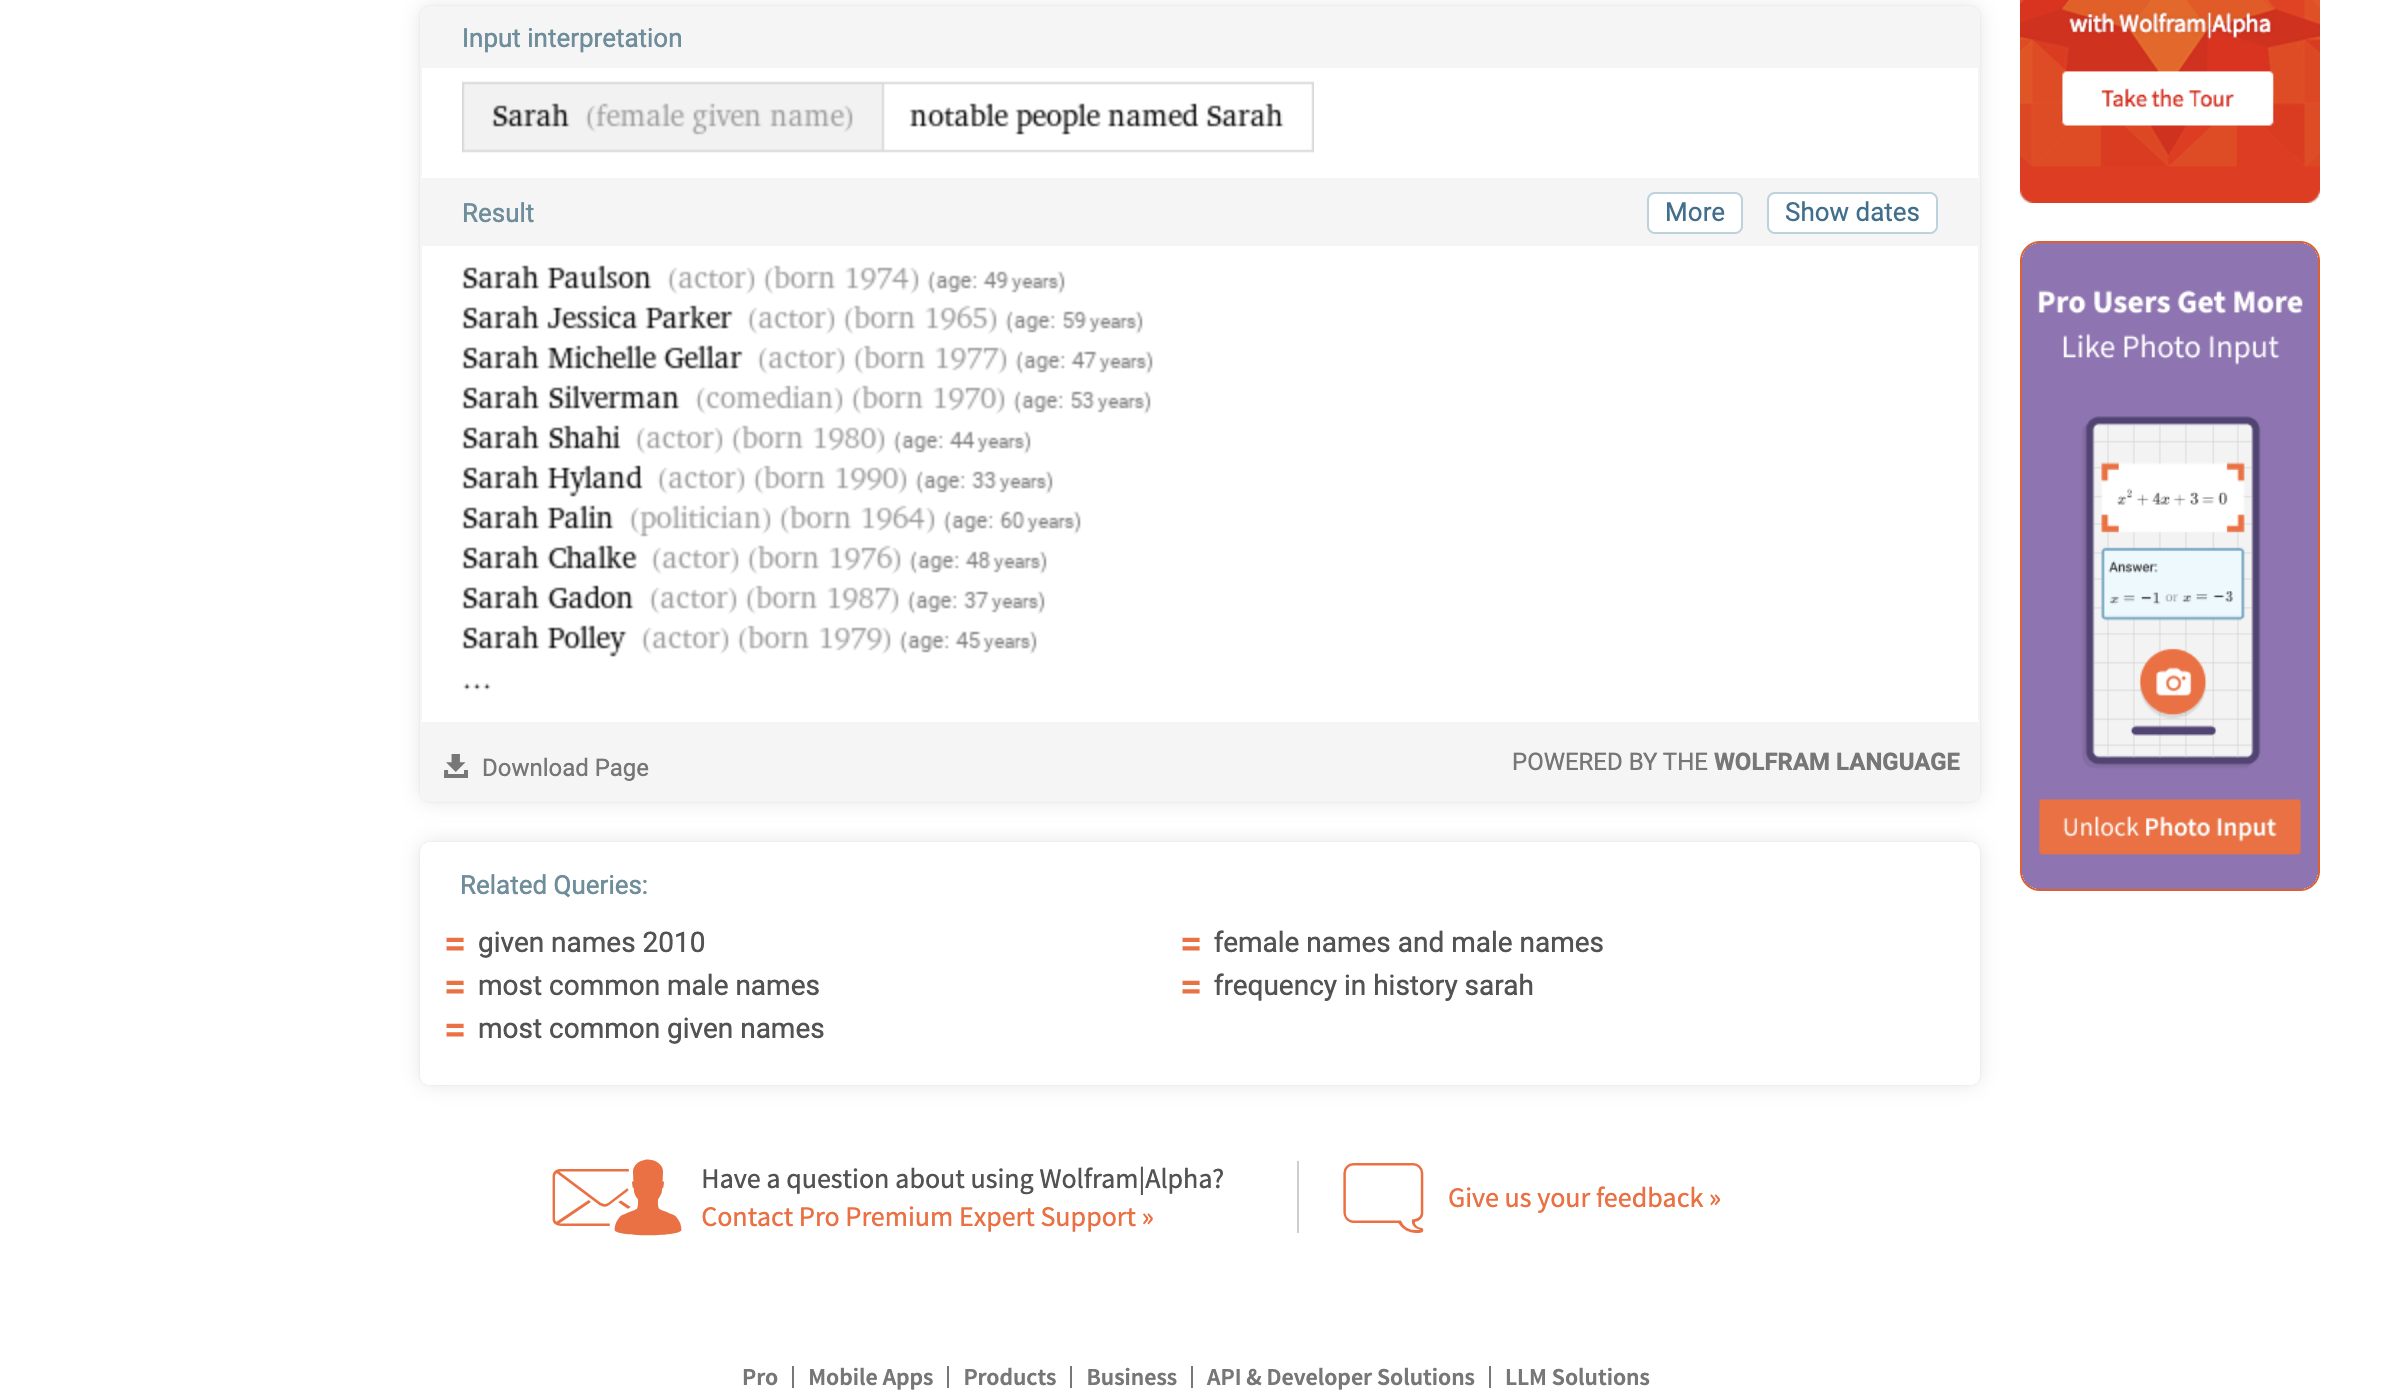 Input interpretation
Sarah (female given name) notable people named Sarah
Result More Show dates
Sarah Paulson (actor) (born 1974) (age: 49 years)
Sarah Jessica Parker (actor) (born 1965) (age: 59 years)
Sarah Michelle Gellar (actor) (born 1977) (age: 47 years)
Sarah Silverman (comedian) (born 1970) (age: 53 years)
Sarah Shahi (actor) (born 1980) (age: 44 years)
Sarah Hyland (actor) (born 1990) (age: 33 years)
Sarah Palin (politician) (born 1964) (age: 60 years)
Sarah Chalke (actor) (born 1976) (age: 48 years)
Sarah Gadon (actor) (born 1987) (age: 37 years)
Sarah Polley (actor) (born 1979) (age: 45 years)
...
Download Page
POWERED BY THE WOLFRAM LANGUAGE
Related Queries:
= given names 2010
= most common male names
= most common given names
= female names and male names
= frequency in history sarah
Have a question about using Wolfram|Alpha?
Contact Pro Premium Expert Support »
Give us your feedback »
with Wolfram|Alpha
Take the Tour
Pro Users Get More
Like Photo Input
x² + 4x + 3 = 0
Answer:
x = −1 or x = −3
Unlock Photo Input
Pro | Mobile Apps | Products | Business | API & Developer Solutions | LLM Solutions